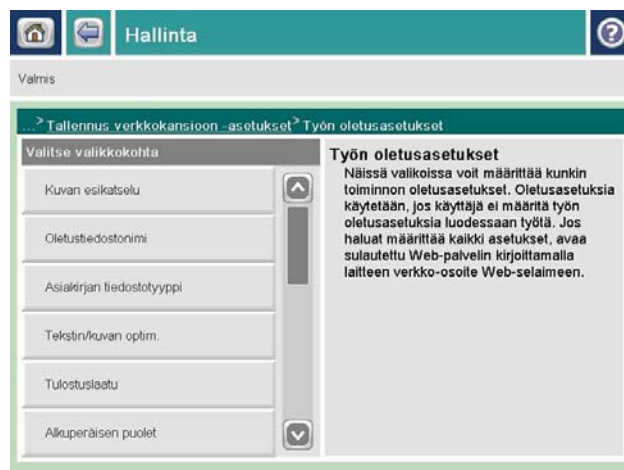 Hallinta
?
Valmis
...> Tallennus verkkokansioon -asetukset> Työn oletusasetukset
Valitse valikkokohta
Kuvan esikatselu
Oletustiedostonimi
Asiakirjan tiedostotyyppi
Tekstin/kuvan optim.
Tulostuslaatu
Alkuperäisen puolet
Työn oletusasetukset
Näissä valikoissa voit määrittää kunkin
toiminnon oletusasetukset. Oletusasetuksia
käytetään, jos käyttäjä ei määritä työn
oletusasetuksia luodessaan työtä. Jos
haluat määrittää kaikki asetukset, avaa
sulautettu Web-palvelin kirjoittamalla
laitteen verkko-osoite Web-selaimeen.